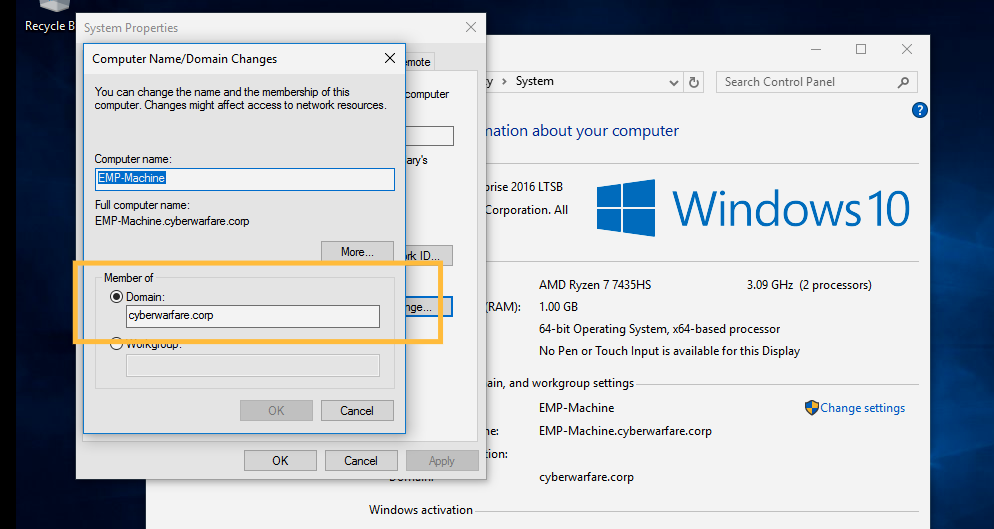 Recycle B
System Properties
Computer Name/Domain Changes
emote
You can change the name and the membership of this
computer. Changes might affect access to network resources.
computer
Computer name:
ary's
EMP-Machine
Full computer name:
EMP-Machine.cyberwarfare.corp
More...
rk ID...
Member of
Domain:
cyberwarfare.corp
nge...
Workgroup:
OK
Cancel
OK
Cancel
Apply
y > System
Search Control Panel
?
mation about your computer
prise 2016 LTSB
Corporation. All
Windows 10
AMD Ryzen 7 7435HS 3.09 GHz (2 processors)
(RAM): 1.00 GB
64-bit Operating System, x64-based processor
No Pen or Touch Input is available for this Display
ain, and workgroup settings
EMP-Machine
Change settings
me: EMP-Machine.cyberwarfare.corp
tion:
Domain: cyberwarfare.corp
Windows activation